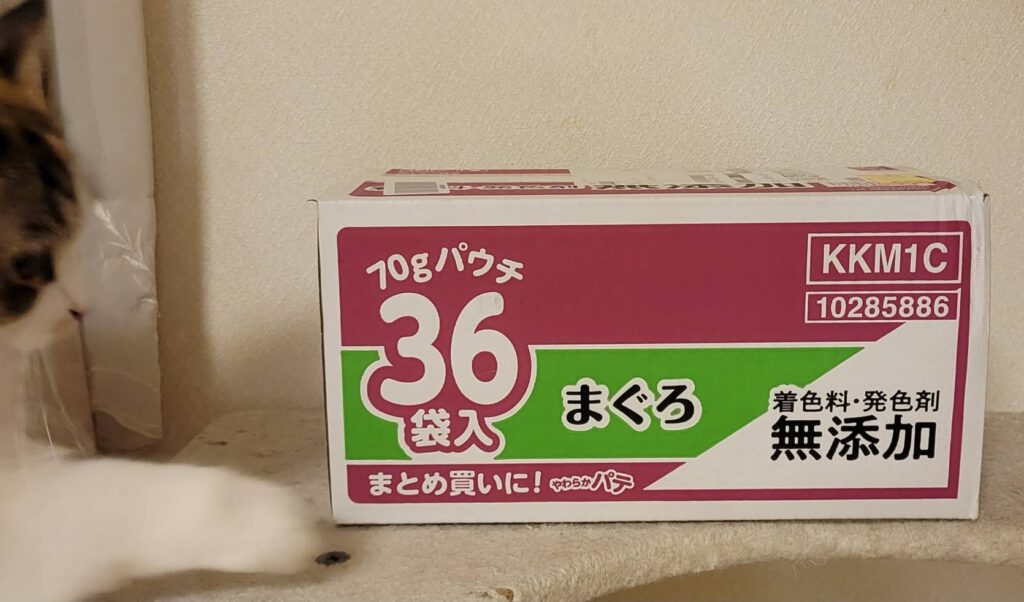 70gパウチ
36
袋入
まぐろ
KKM1C
10285886
着色料・発色剤
無添加
まとめ買いに! やわらかパテ